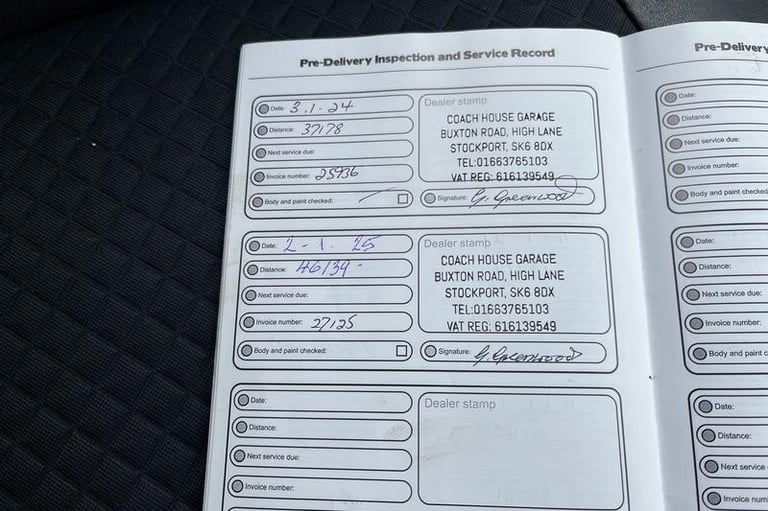 Pre-Delivery Inspection and Service Record
Date: 3.1.24
Distance: 37178
Next service due:
Invoice number: 25936
Body and paint checked:
Dealer stamp
COACH HOUSE GARAGE
BUXTON ROAD, HIGH LANE
STOCKPORT, SK6 8DX
TEL:01663765103
VAT REG: 616139549
Signature: G. Greenwood
Date: 2-1.25
Distance: 46139-
Next service due:
Invoice number: 27125
Body and paint checked:
Dealer stamp
COACH HOUSE GARAGE
BUXTON ROAD, HIGH LANE
STOCKPORT, SK6 8DX
TEL:01663765103
VAT REG: 616139549
Signature: G. Greenwood
Date:
Distance:
Next service due:
Invoice number:
Dealer stamp
Pre-Delivery
Date:
Distance:
Next service due:
Invoice number:
Body and paint checked
Date:
Distance:
Next service due:
Invoice number:
Body and paint c
Date:
Distance:
Next service
Invoice num